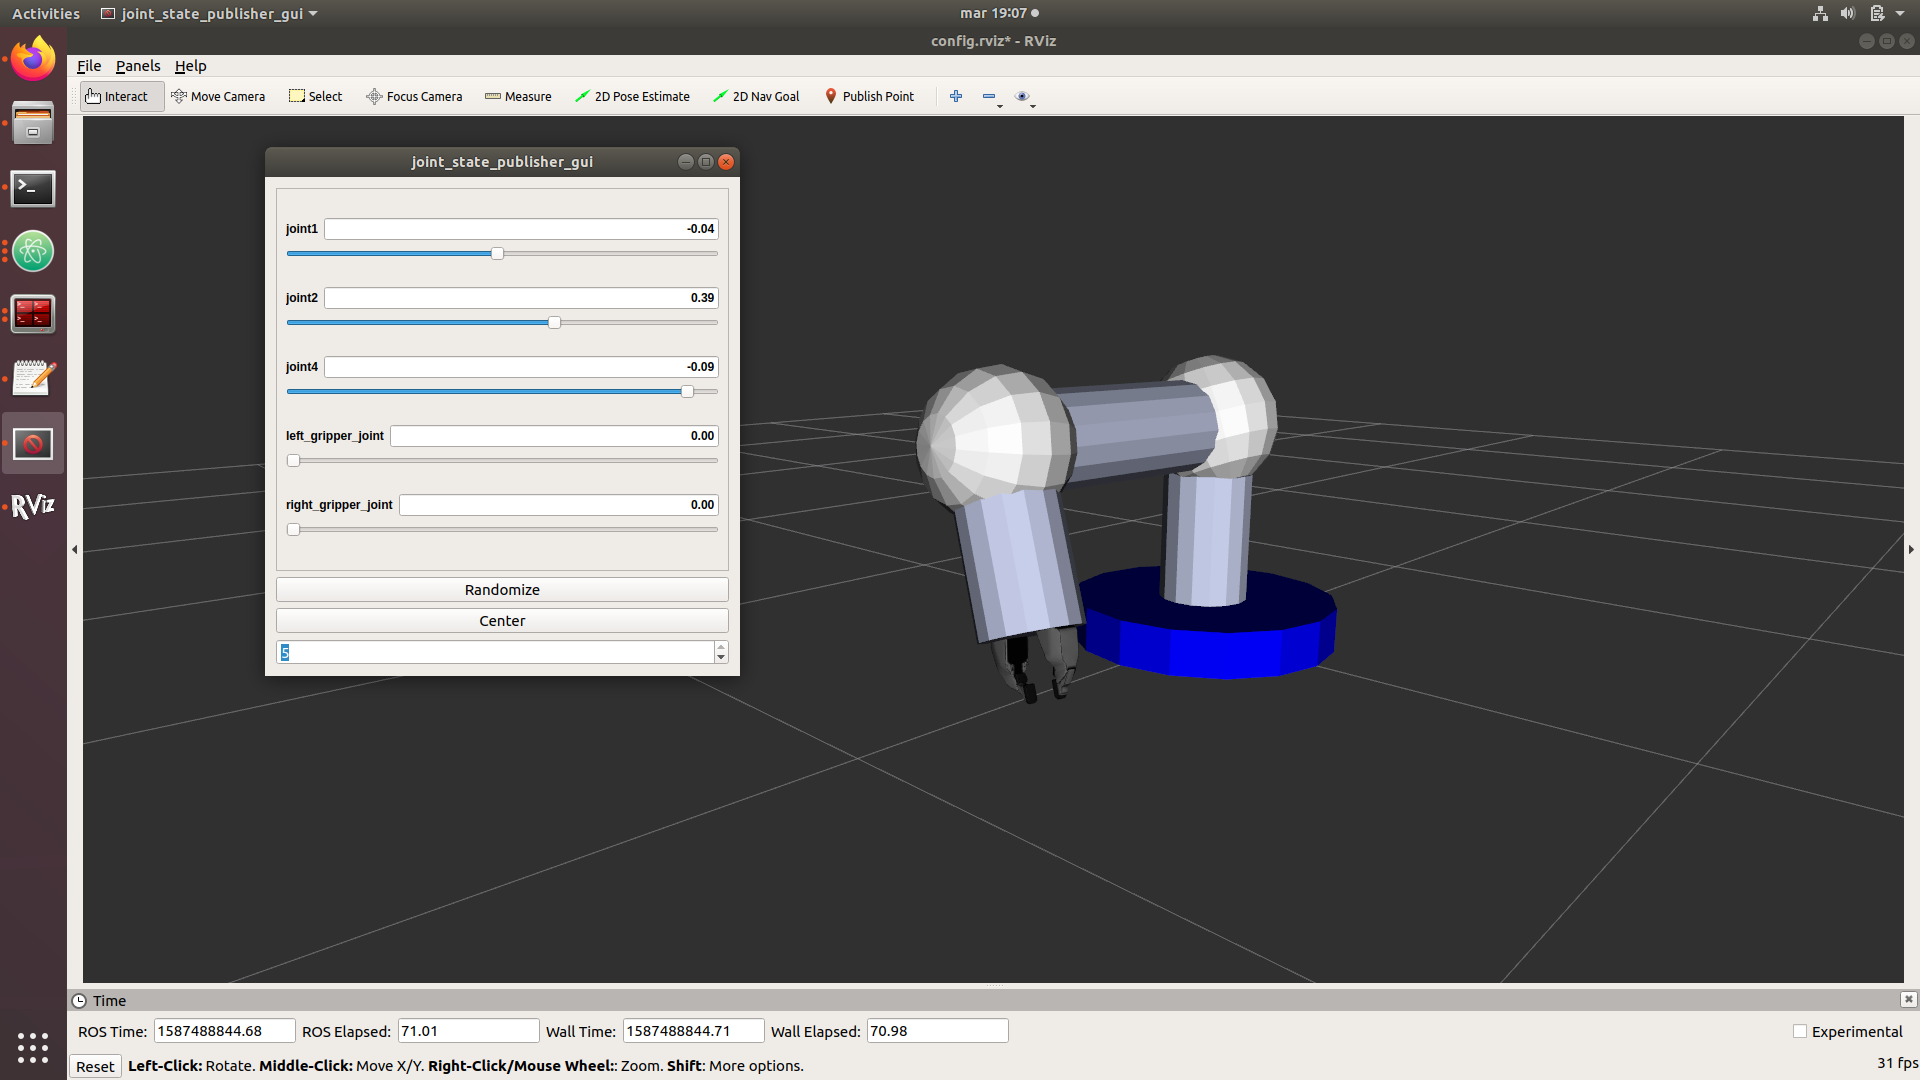 Activities joint_state_publisher_gui mar 19:07
config.rviz* - RViz
File Panels Help
Interact Move Camera Select Focus Camera Measure 2D Pose Estimate 2D Nav Goal Publish Point
joint_state_publisher_gui
joint1 -0.04
joint2 0.39
joint4 -0.09
left_gripper_joint 0.00
right_gripper_joint 0.00
Randomize
Center
5
RViz
Time
ROS Time: 1587488844.68 ROS Elapsed: 71.01 Wall Time: 1587488844.71 Wall Elapsed: 70.98 Experimental
Reset Left-Click: Rotate. Middle-Click: Move X/Y. Right-Click/Mouse Wheel:: Zoom. Shift: More options. 31 fps